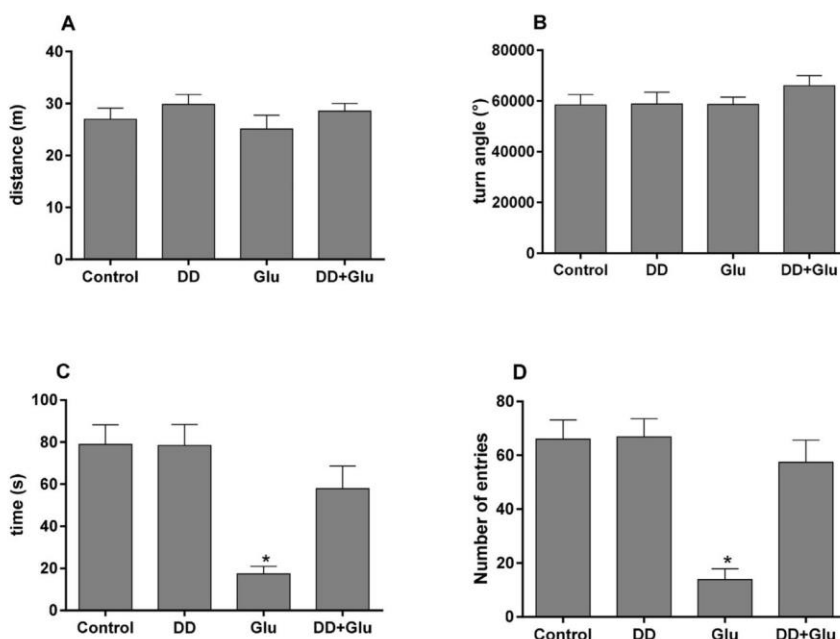 A
distance (m)
40
30
20
10
0
Control DD Glu DD+Glu
B
turn angle (°)
80000
60000
40000
20000
0
Control DD Glu DD+Glu
C
time (s)
100
80
60
40
20
0
*
Control DD Glu DD+Glu
D
Number of entries
80
60
40
20
0
*
Control DD Glu DD+Glu